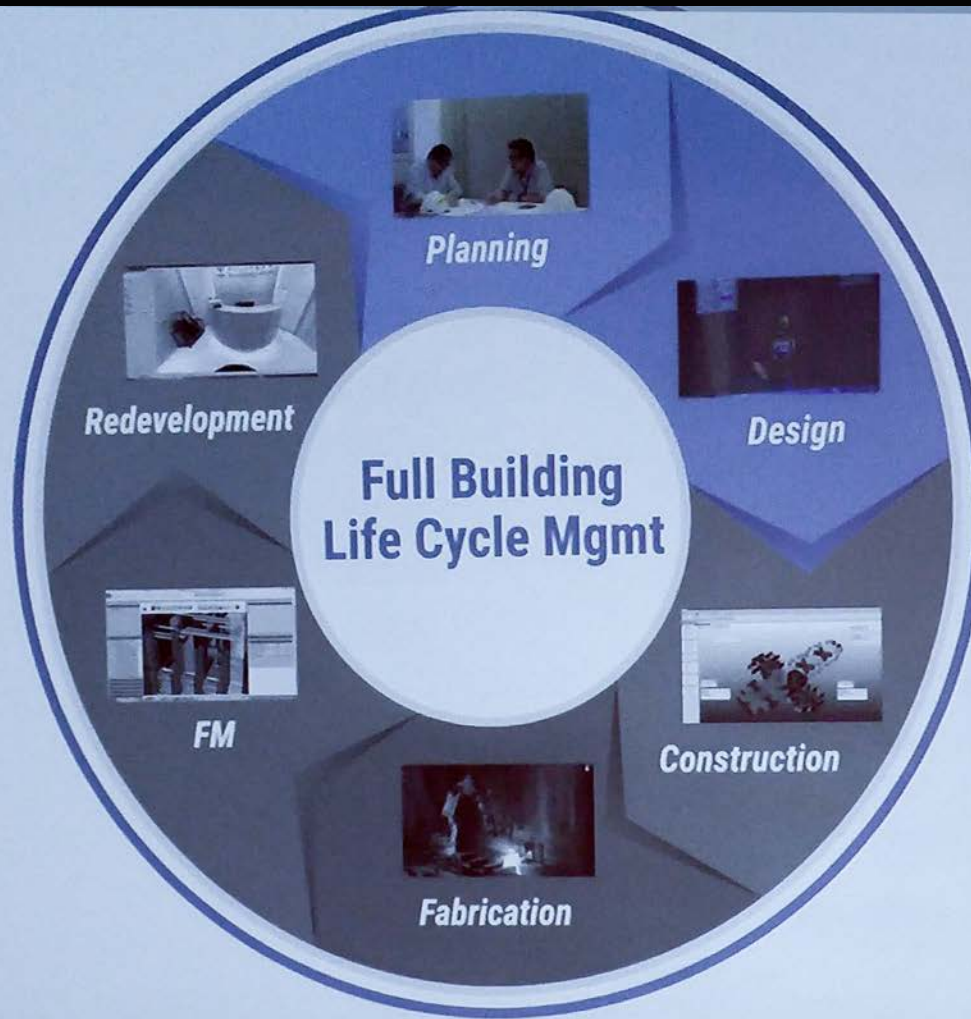 Full Building
Life Cycle Mgmt
Planning
Design
Construction
Fabrication
FM
Redevelopment